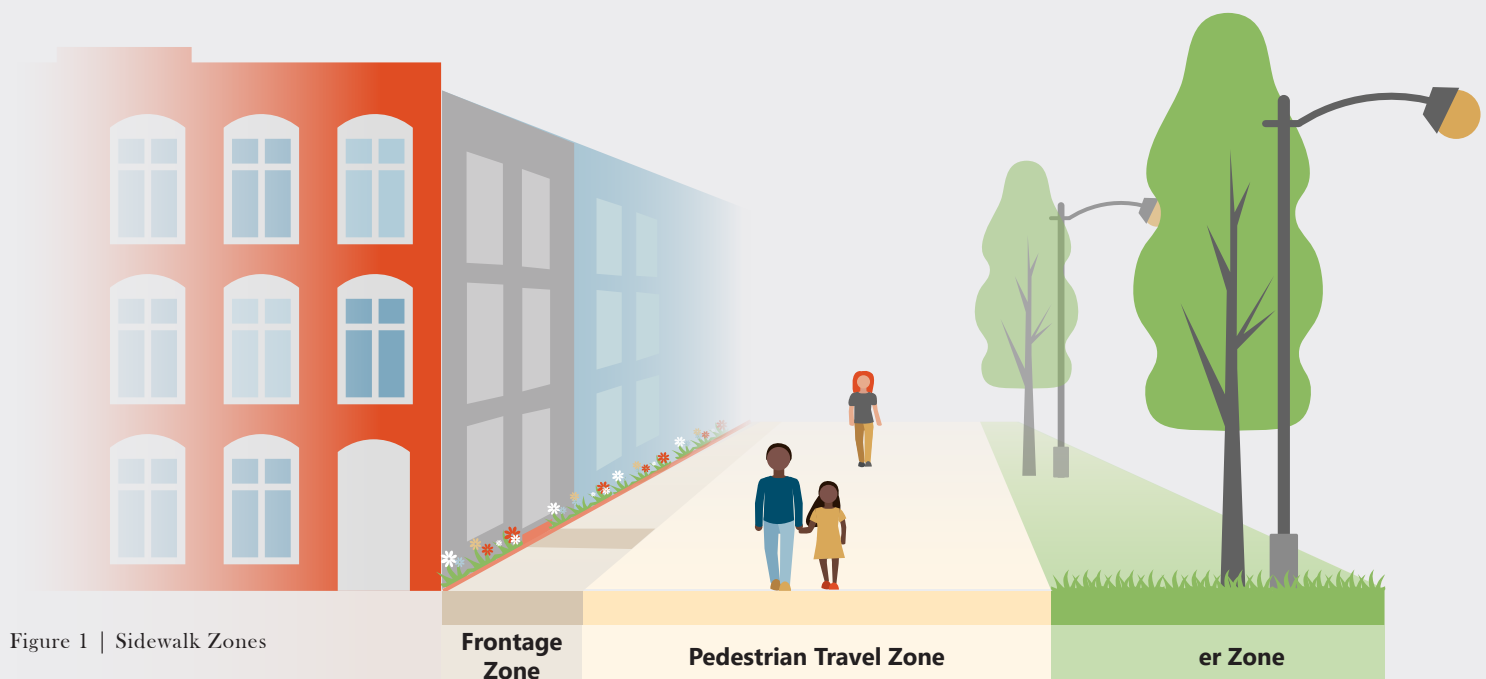 Figure 1 | Sidewalk Zones
Frontage
Zone
Pedestrian Travel Zone
er Zone